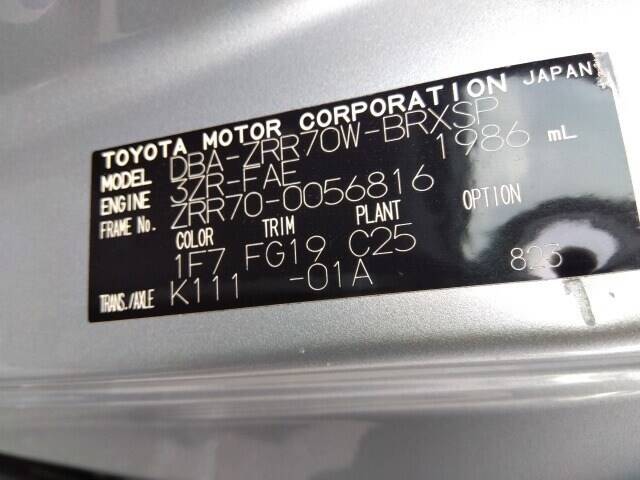 TOYOTA MOTOR CORPORATION JAPAN
MODEL DBA-ZRR70W-BRXSP
ENGINE 3ZR-FAE 1986 mL
FRAME No. ZRR70-0056816
COLOR TRIM PLANT OPTION
1F7 FG19 C25 823
TRANS./AXLE K111 -01A